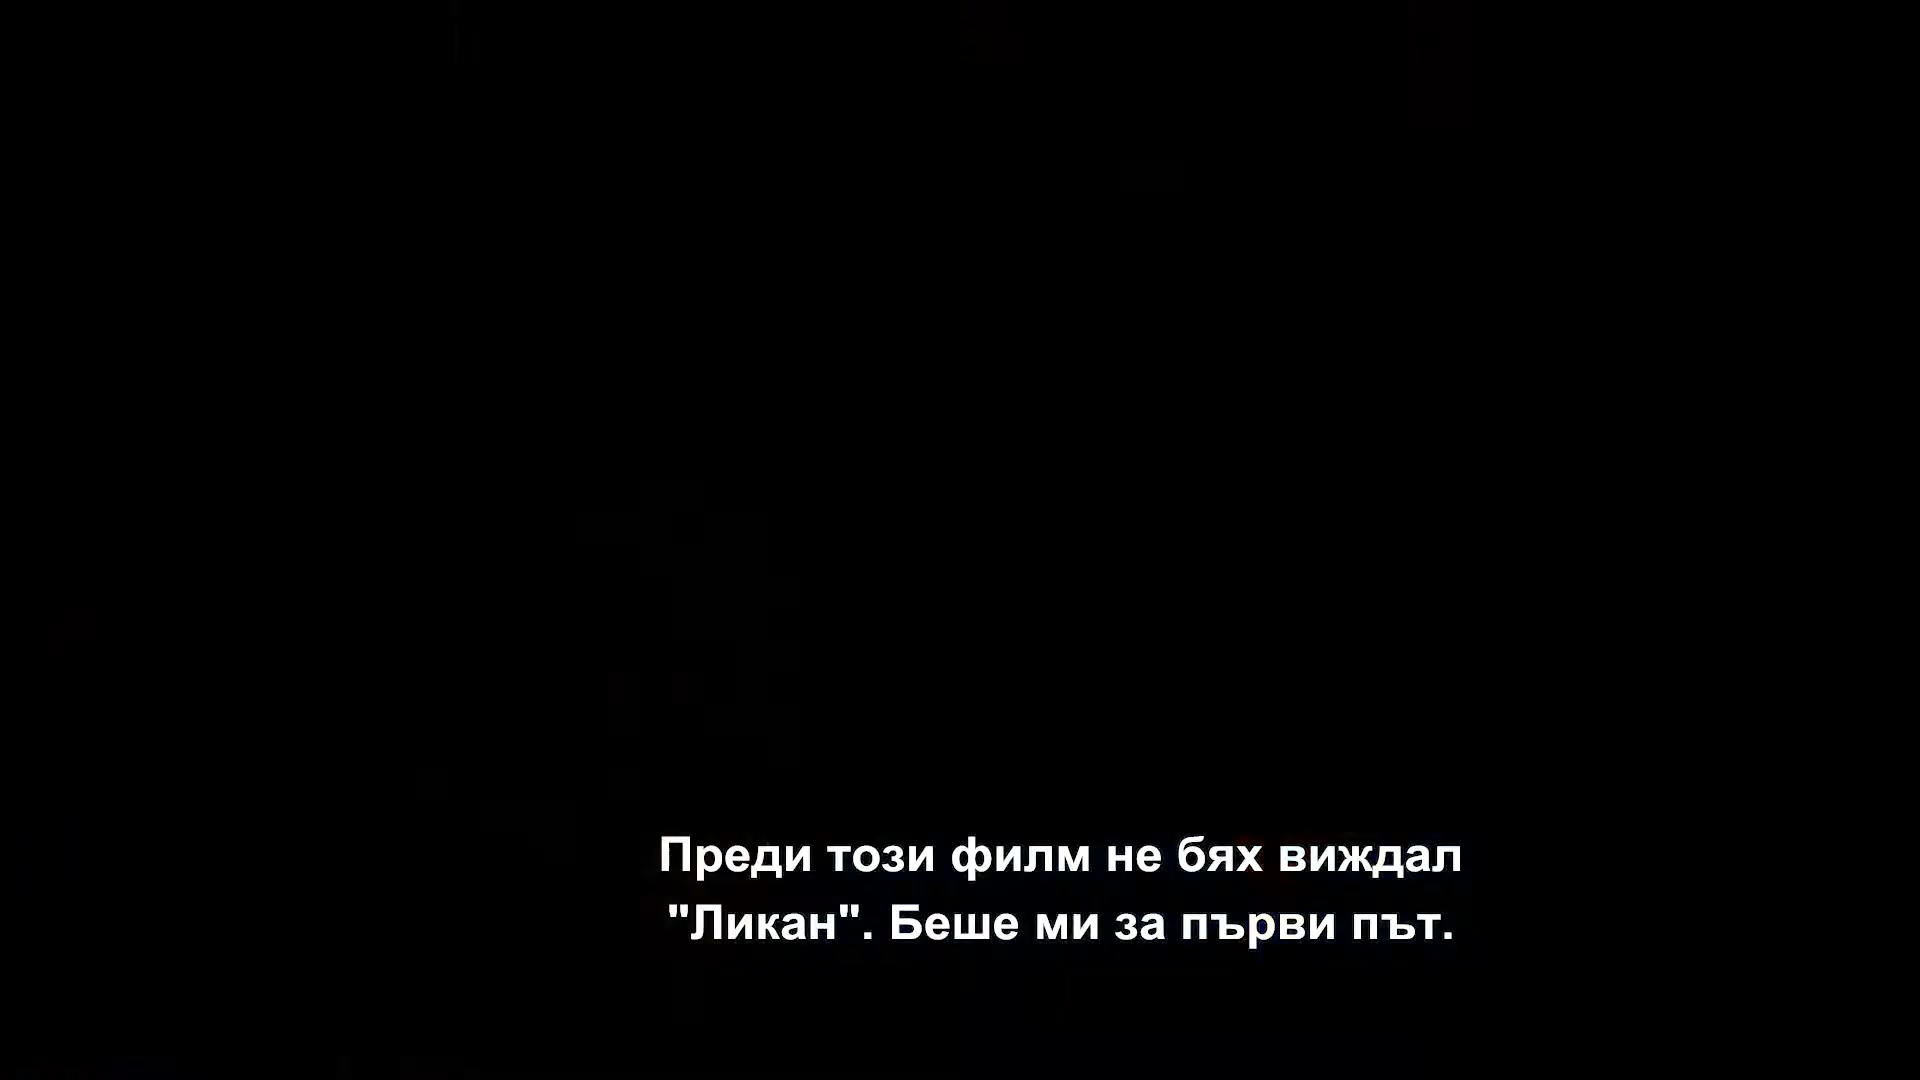 Преди този филм не бях виждал
"Ликан". Беше ми за първи път.